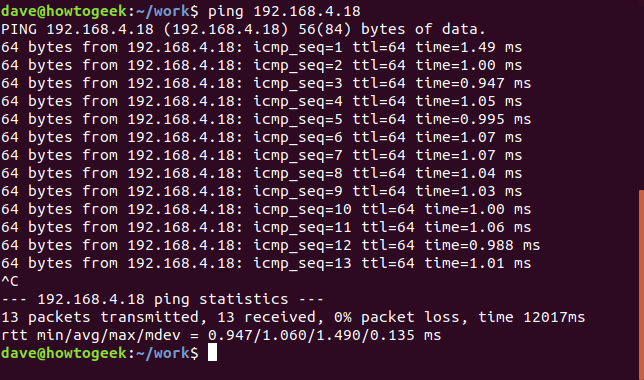 dave@howtogeek:~/work$ ping 192.168.4.18
PING 192.168.4.18 (192.168.4.18) 56(84) bytes of data.
64 bytes from 192.168.4.18: icmp_seq=1 ttl=64 time=1.49 ms
64 bytes from 192.168.4.18: icmp_seq=2 ttl=64 time=1.00 ms
64 bytes from 192.168.4.18: icmp_seq=3 ttl=64 time=0.947 ms
64 bytes from 192.168.4.18: icmp_seq=4 ttl=64 time=1.05 ms
64 bytes from 192.168.4.18: icmp_seq=5 ttl=64 time=0.995 ms
64 bytes from 192.168.4.18: icmp_seq=6 ttl=64 time=1.07 ms
64 bytes from 192.168.4.18: icmp_seq=7 ttl=64 time=1.07 ms
64 bytes from 192.168.4.18: icmp_seq=8 ttl=64 time=1.04 ms
64 bytes from 192.168.4.18: icmp_seq=9 ttl=64 time=1.03 ms
64 bytes from 192.168.4.18: icmp_seq=10 ttl=64 time=1.00 ms
64 bytes from 192.168.4.18: icmp_seq=11 ttl=64 time=1.06 ms
64 bytes from 192.168.4.18: icmp_seq=12 ttl=64 time=0.988 ms
64 bytes from 192.168.4.18: icmp_seq=13 ttl=64 time=1.01 ms
^C
--- 192.168.4.18 ping statistics ---
13 packets transmitted, 13 received, 0% packet loss, time 12017ms
rtt min/avg/max/mdev = 0.947/1.060/1.490/0.135 ms
dave@howtogeek:~/work$